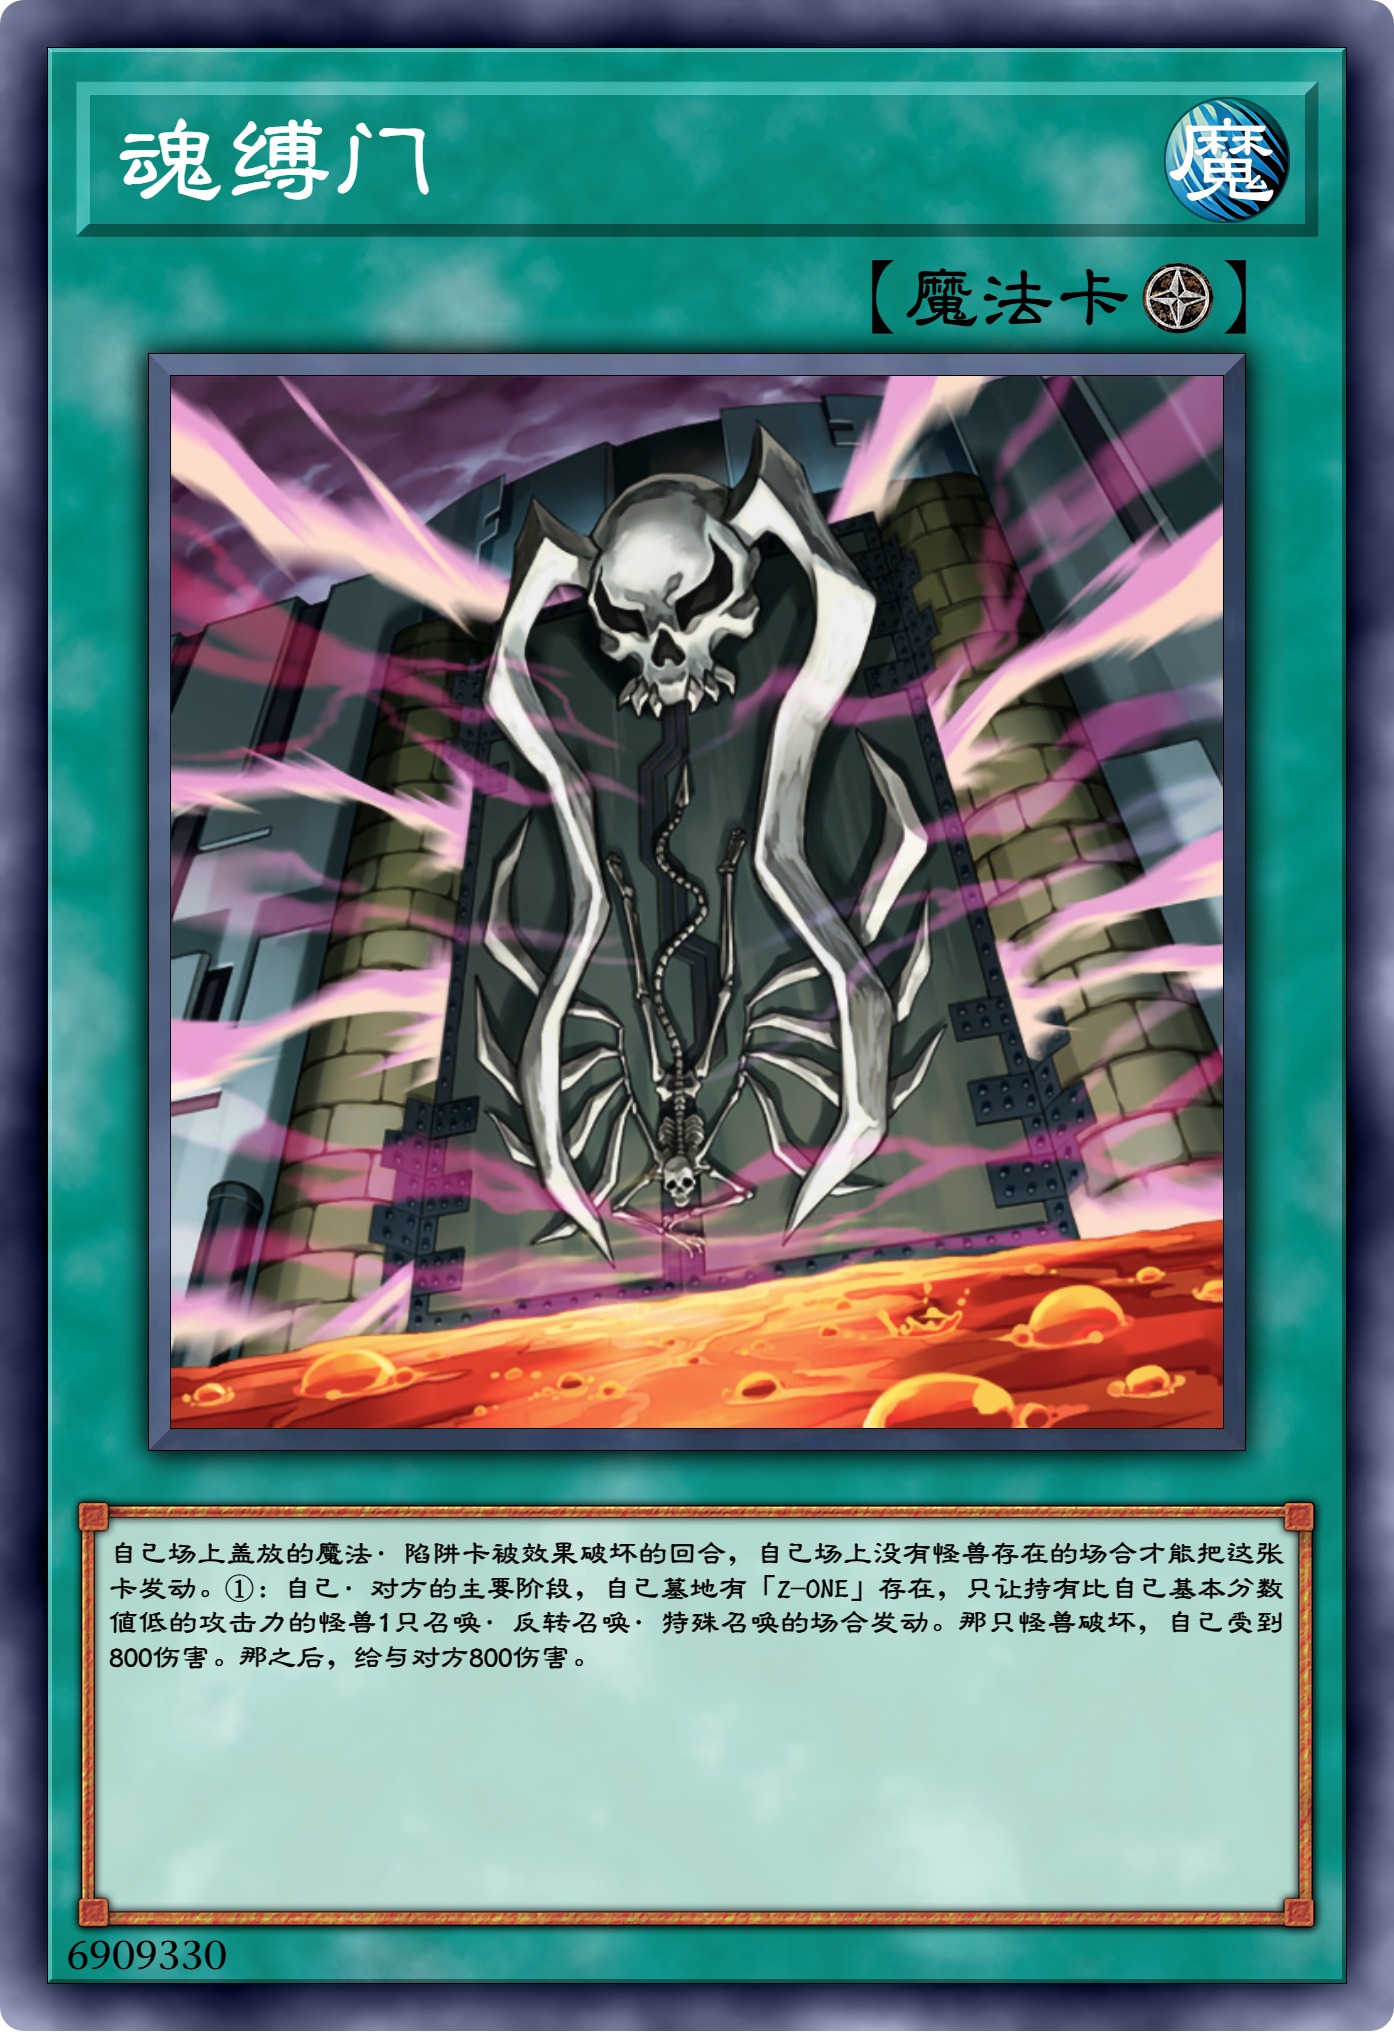 魂缚门
魔
【魔法卡】
自己场上盖放的魔法·陷阱卡被效果破坏的回合，自己场上没有怪兽存在的场合才能把这张
卡发动。①：自己·对方的主要阶段，自己墓地有「Z-ONE」存在，只让持有比自己基本分数
值低的攻击力的怪兽1只召唤·反转召唤·特殊召唤的场合发动。那只怪兽破坏，自己受到
800伤害。那之后，给与对方800伤害。
6909330